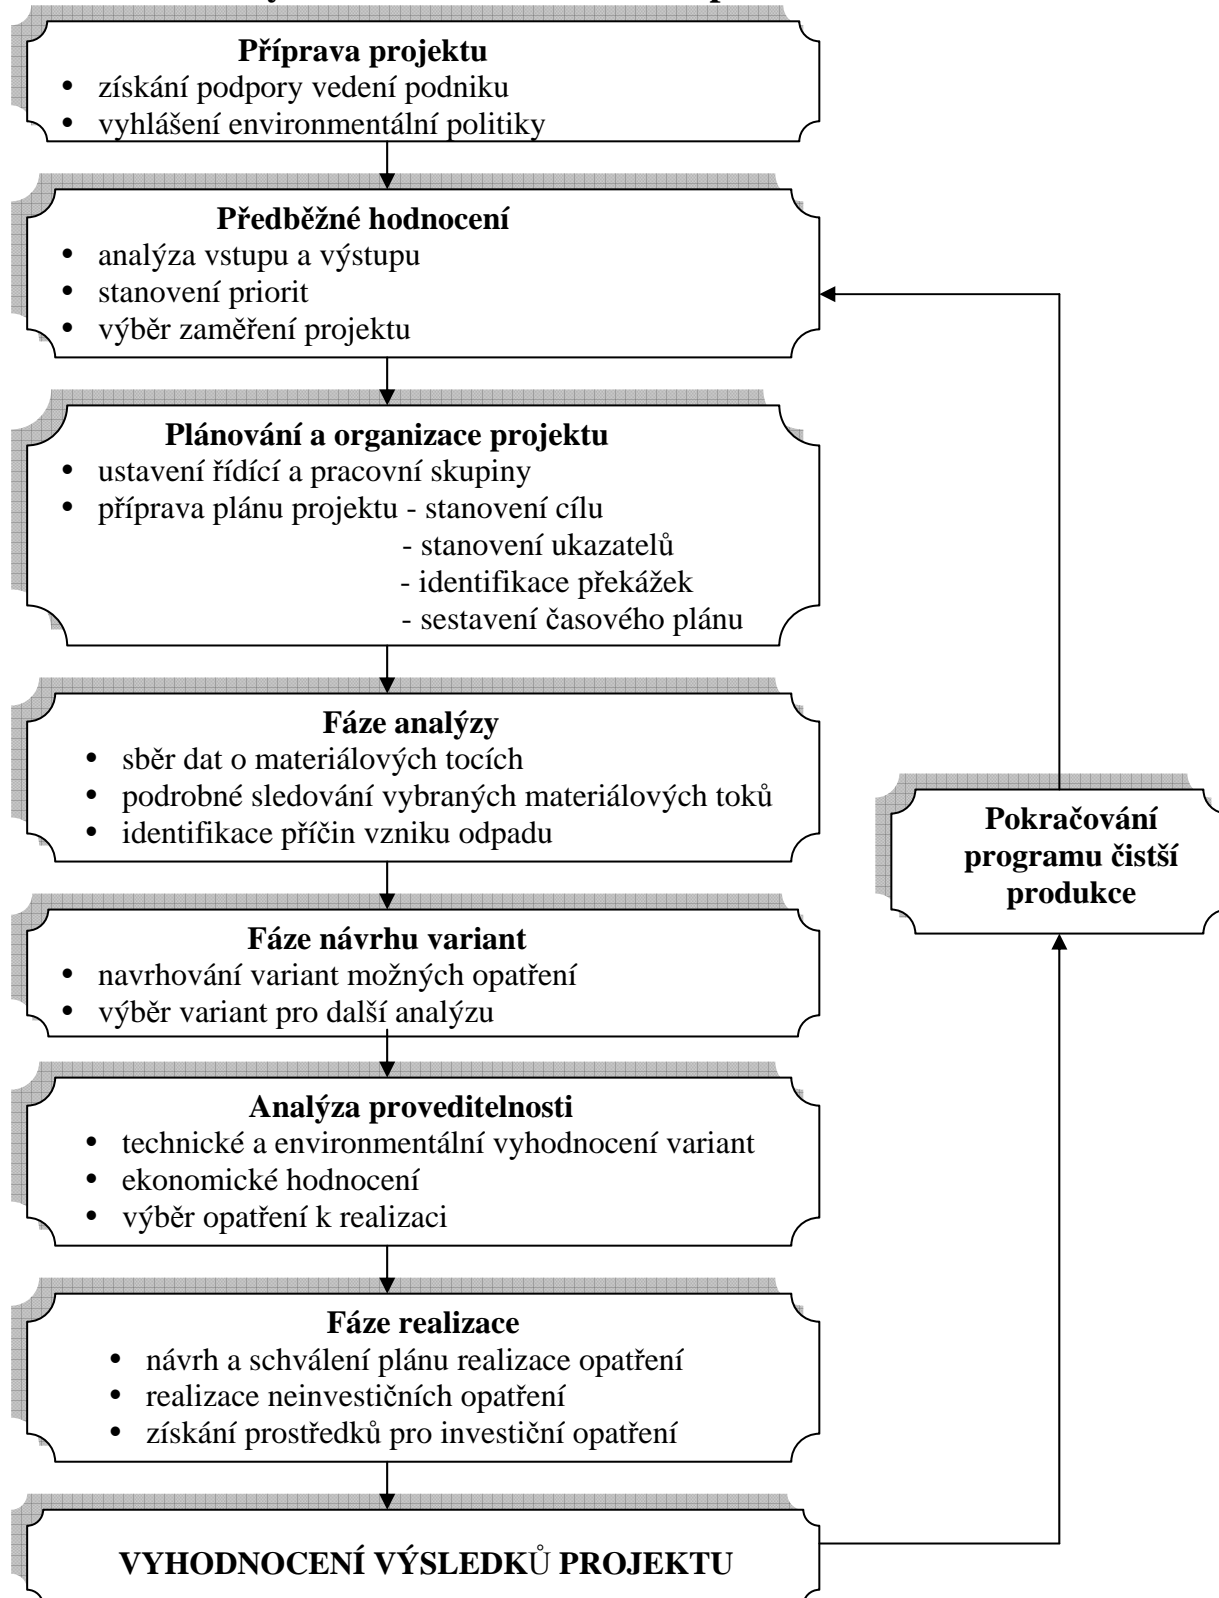 Příprava projektu
• získání podpory vedení podniku
• vyhlášení environmentální politiky
Předběžné hodnocení
• analýza vstupu a výstupu
• stanovení priorit
• výběr zaměření projektu
Plánování a organizace projektu
• ustavení řídící a pracovní skupiny
• příprava plánu projektu - stanovení cílu
- stanovení ukazatelů
- identifikace překážek
- sestavení časového plánu
Fáze analýzy
• sběr dat o materiálových tocích
• podrobné sledování vybraných materiálových toků
• identifikace příčin vzniku odpadu
Fáze návrhu variant
• navrhování variant možných opatření
• výběr variant pro další analýzu
Analýza proveditelnosti
• technické a environmentální vyhodnocení variant
• ekonomické hodnocení
• výběr opatření k realizaci
Fáze realizace
• návrh a schválení plánu realizace opatření
• realizace neinvestičních opatření
• získání prostředků pro investiční opatření
VYHODNOCENÍ VÝSLEDKŮ PROJEKTU
Pokračování
programu čistší
produkce